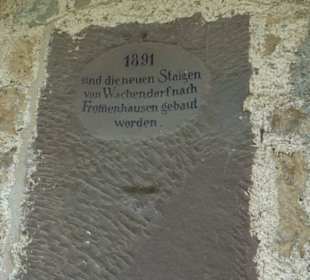 1891
sind die neuen Staigen
von Wachendorf nach
Frommenhausen gebaut
worden.